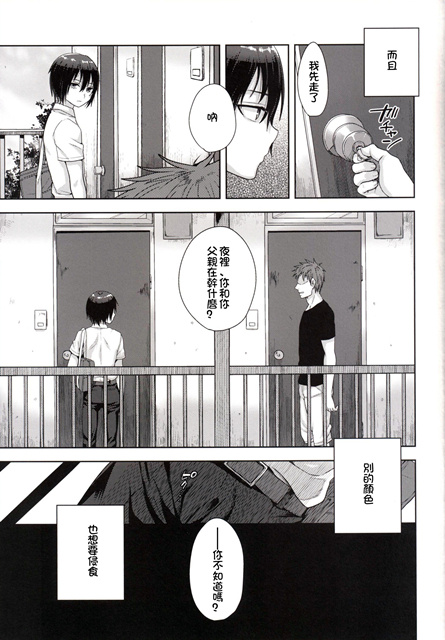 而且
ガチャン
我先走了
吶
夜裡、你和你
父親在幹什麼?
別的顏色
──你不知道嗎?
也想要侵食